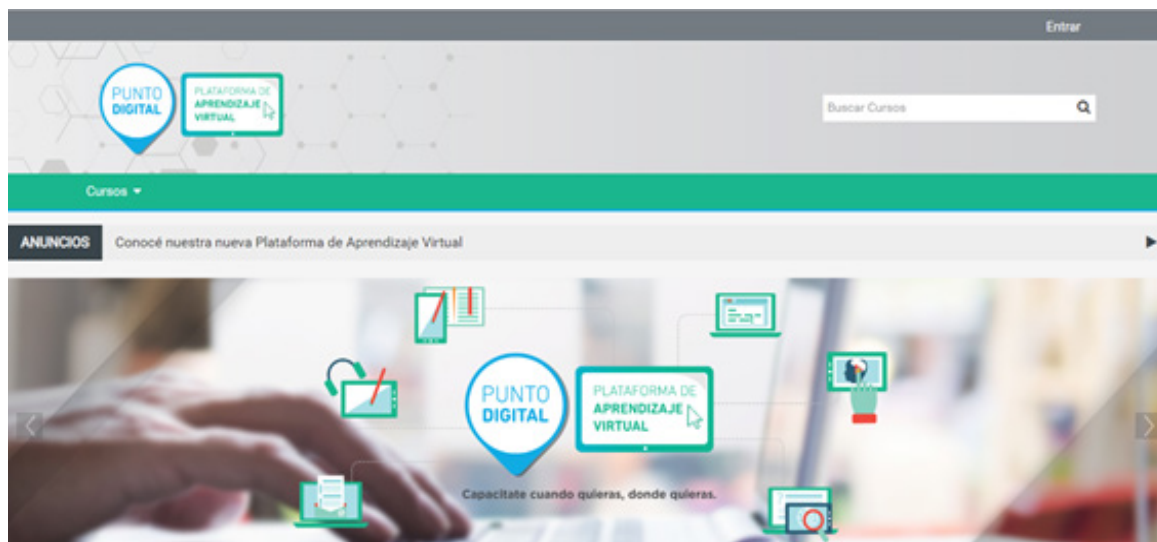 Entrar
PUNTO
DIGITAL
PLATAFORMA DE
APRENDIZAJE
VIRTUAL
Buscar Cursos
Cursos
ANUNCIOS
Conocé nuestra nueva Plataforma de Aprendizaje Virtual
PUNTO
DIGITAL
PLATAFORMA DE
APRENDIZAJE
VIRTUAL
Capacitate cuando quieras, donde quieras.